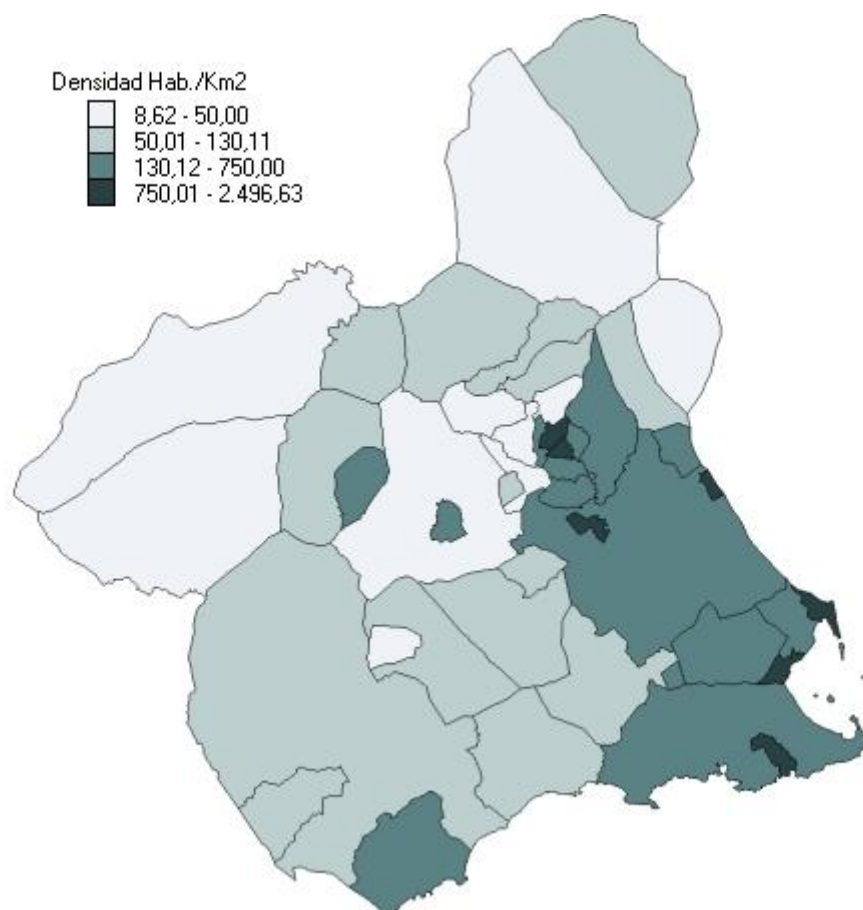 Densidad Hab./Km2
8,62 - 50,00
50,01 - 130,11
130,12 - 750,00
750,01 - 2.496,63